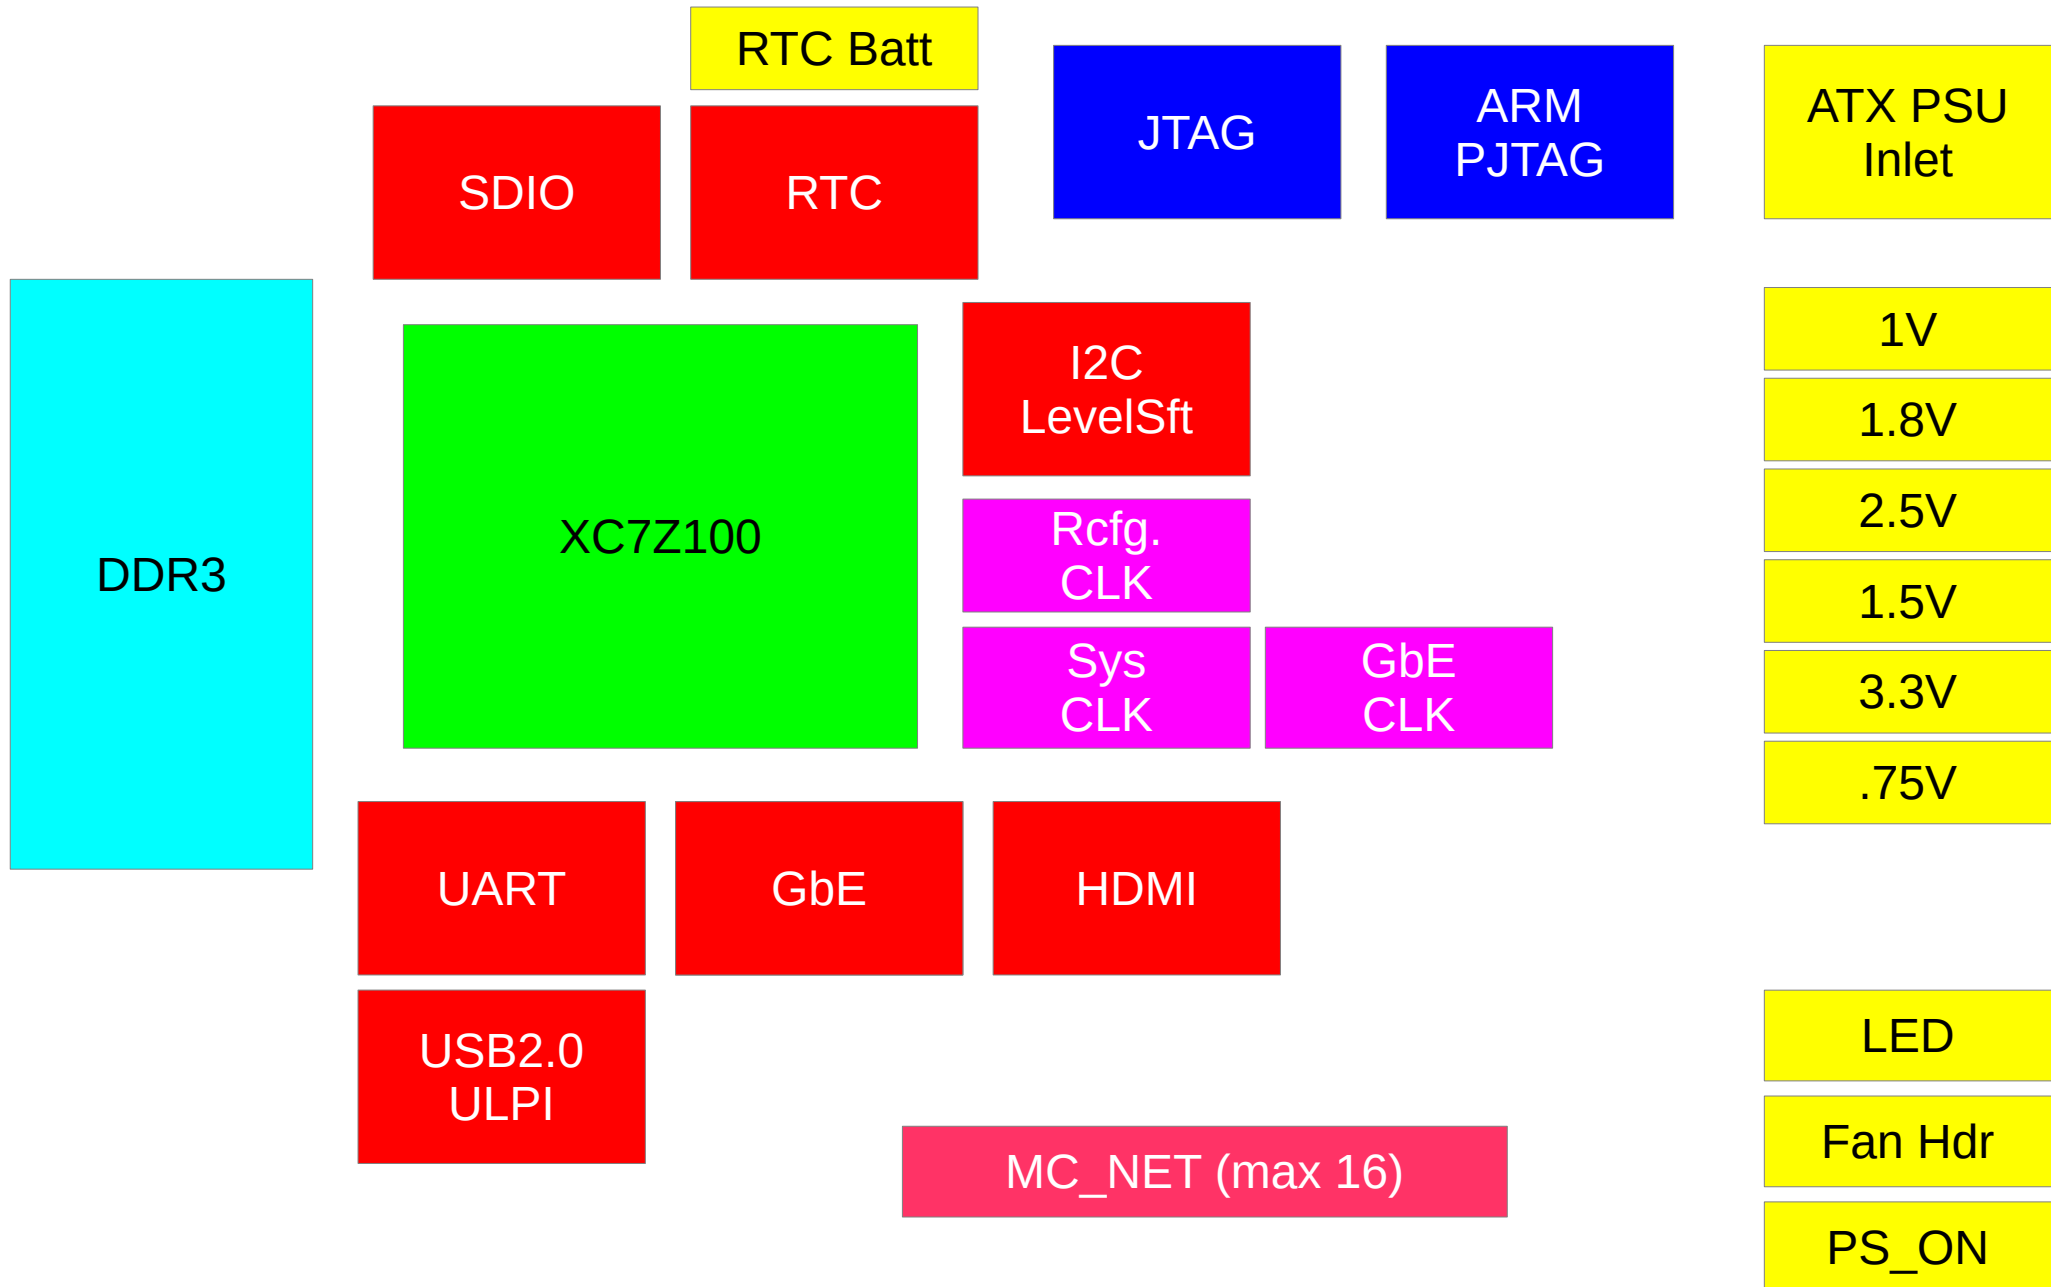 RTC Batt
JTAG
ARM
PJTAG
ATX PSU
Inlet
SDIO
RTC
1V
I2C
LevelSft
1.8V
2.5V
XC7Z100
Rcfg.
CLK
DDR3
1.5V
Sys
CLK
GbE
CLK
3.3V
.75V
UART
GbE
HDMI
LED
USB2.0
ULPI
Fan Hdr
MC_NET (max 16)
PS_ON